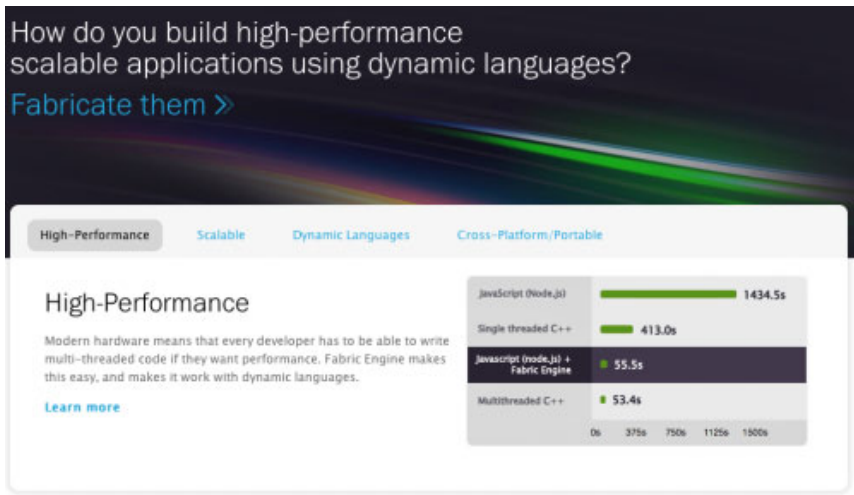 How do you build high-performance
scalable applications using dynamic languages?
Fabricate them »
High-Performance
Scalable
Dynamic Languages
Cross-Platform/Portable
High-Performance
Modern hardware means that every developer has to be able to write
multi-threaded code if they want performance. Fabric Engine makes
this easy, and makes it work with dynamic languages.
Learn more
JavaScript (Node.js)
1434.5s
Single threaded C++
413.0s
Javascript (node.js) +
Fabric Engine
55.5s
Multithreaded C++
53.4s
0s 375s 750s 1125s 1500s